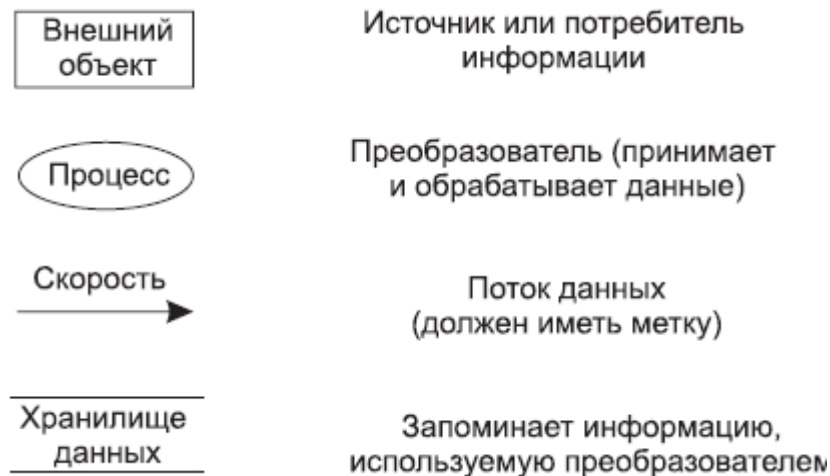 Внешний
объект
Источник или потребитель
информации
Процесс
Преобразователь (принимает
и обрабатывает данные)
Скорость
Поток данных
(должен иметь метку)
Хранилище
данных
Запоминает информацию,
используемую преобразователем